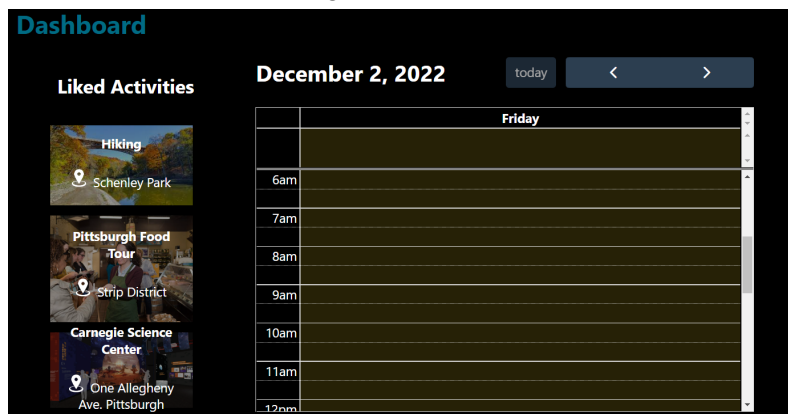 Dashboard
Liked Activities
Hiking
Schenley Park
Pittsburgh Food
Tour
Strip District
Carnegie Science
Center
One Allegheny
Ave. Pittsburgh
December 2, 2022
today
Friday
6am
7am
8am
9am
10am
11am
12pm